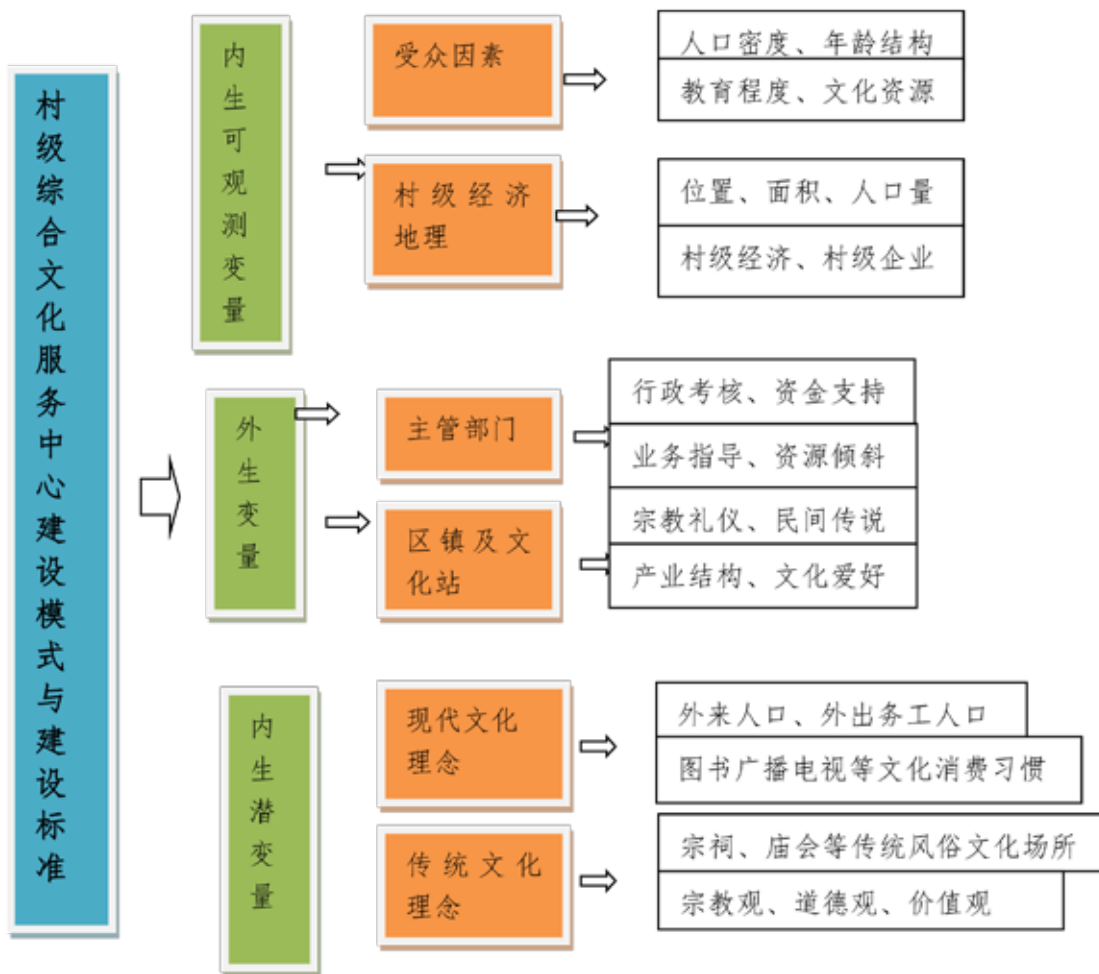 村级综合文化服务中心建设模式与建设标准
内生可观测变量
受众因素
人口密度、年龄结构
教育程度、文化资源
村级经济
地理
位置、面积、人口量
村级经济、村级企业
外生变量
主管部门
行政考核、资金支持
业务指导、资源倾斜
区镇及文
化站
宗教礼仪、民间传说
产业结构、文化爱好
内生潜变量
现代文化
理念
外来人口、外出务工人口
图书广播电视等文化消费习惯
传统文化
理念
宗祠、庙会等传统风俗文化场所
宗教观、道德观、价值观